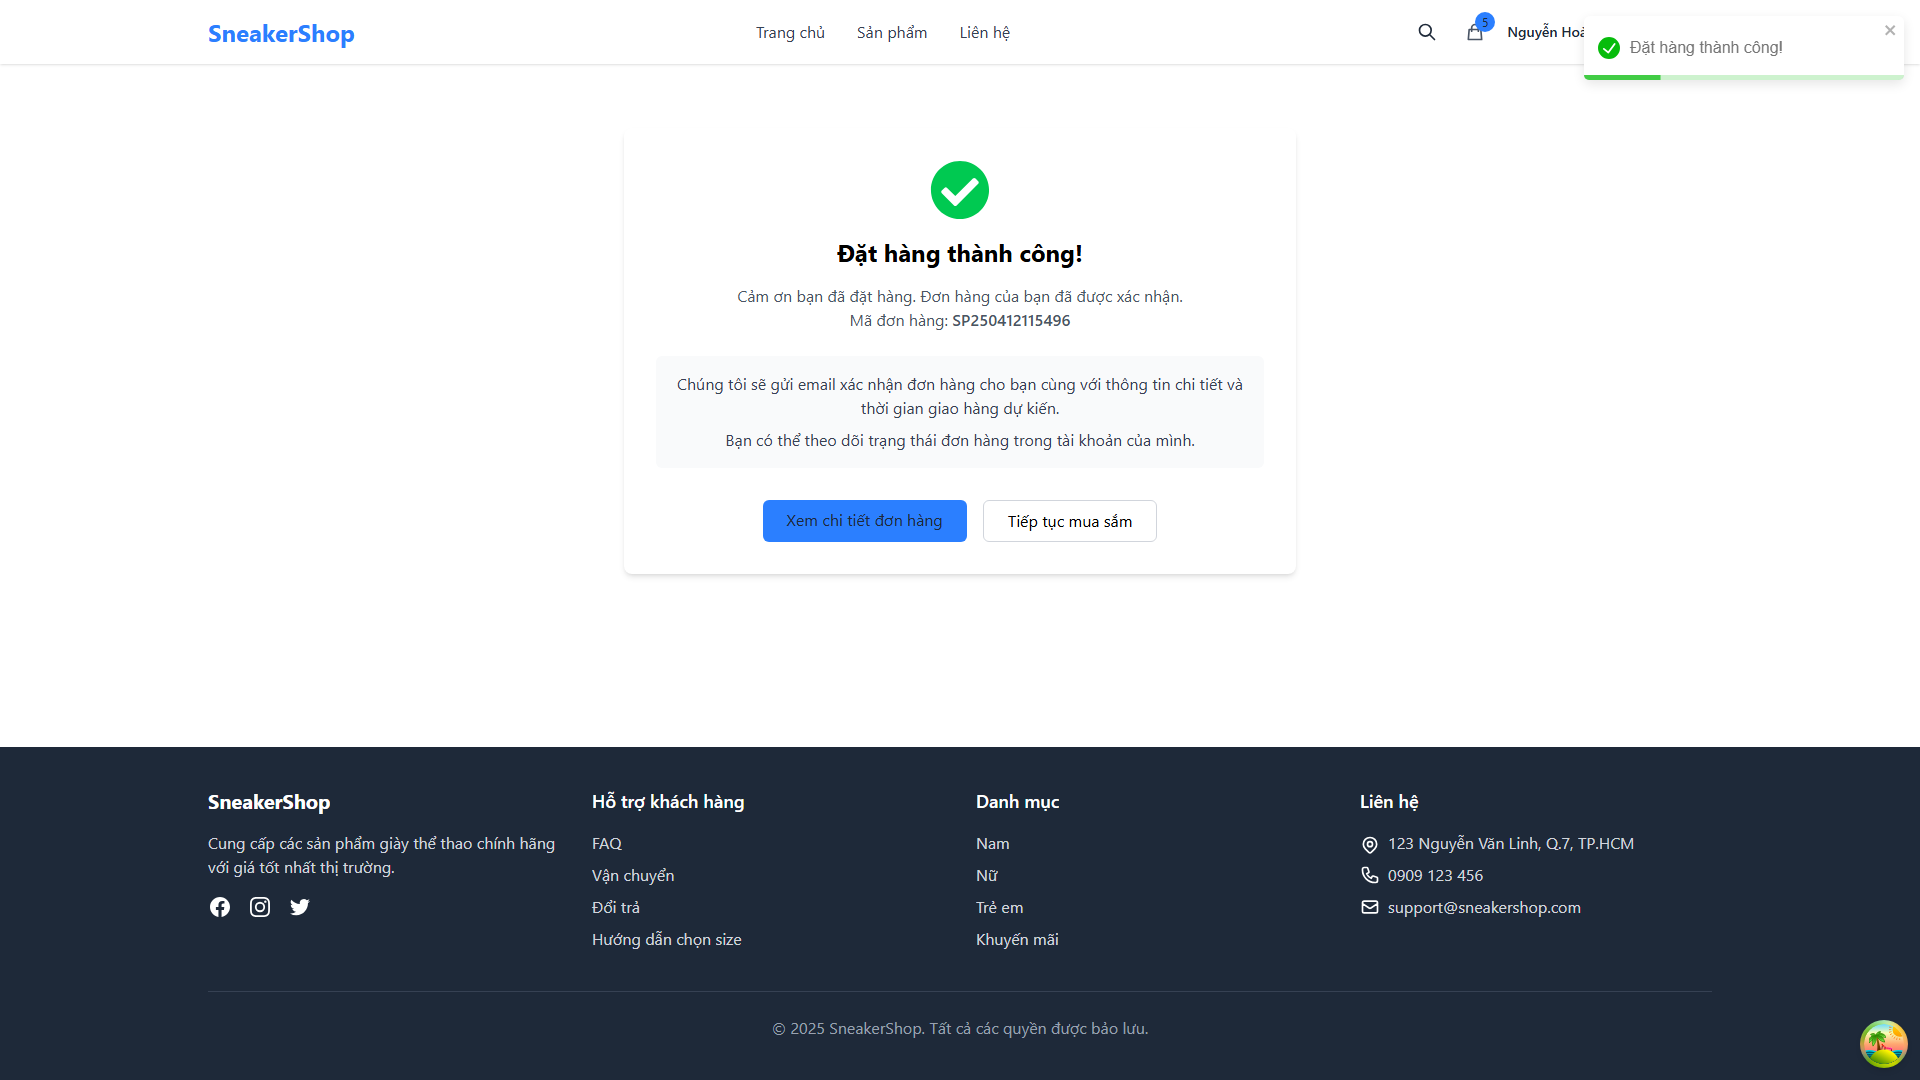 SneakerShop
Trang chủ
Sản phẩm
Liên hệ
5
Nguyễn
Đặt hàng thành công!
Đặt hàng thành công!
Cảm ơn bạn đã đặt hàng. Đơn hàng của bạn đã được xác nhận.
Mã đơn hàng: SP250412115496
Chúng tôi sẽ gửi email xác nhận đơn hàng cho bạn cùng với thông tin chi tiết và
thời gian giao hàng dự kiến.
Bạn có thể theo dõi trạng thái đơn hàng trong tài khoản của mình.
Xem chi tiết đơn hàng
Tiếp tục mua sắm
SneakerShop
Cung cấp các sản phẩm giày thể thao chính hãng
với giá tốt nhất thị trường.
Hỗ trợ khách hàng
FAQ
Vận chuyển
Đổi trả
Hướng dẫn chọn size
Danh mục
Nam
Nữ
Trẻ em
Khuyến mãi
Liên hệ
123 Nguyễn Văn Linh, Q.7, TP.HCM
0909 123 456
support@sneakershop.com
© 2025 SneakerShop. Tất cả các quyền được bảo lưu.